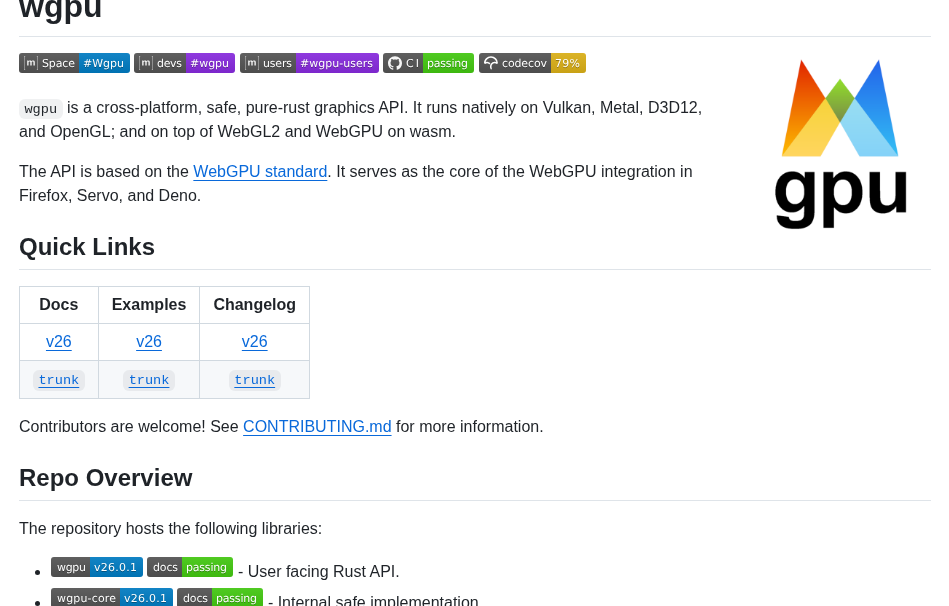 wgpu
m Space #Wgpu m devs #wgpu m users #wgpu-users CI passing codecov 79%
wgpu is a cross-platform, safe, pure-rust graphics API. It runs natively on Vulkan, Metal, D3D12,
and OpenGL; and on top of WebGL2 and WebGPU on wasm.
gpu
The API is based on the WebGPU standard. It serves as the core of the WebGPU integration in
Firefox, Servo, and Deno.
Quick Links
Docs Examples Changelog
v26 v26 v26
trunk trunk trunk
Contributors are welcome! See CONTRIBUTING.md for more information.
Repo Overview
The repository hosts the following libraries:
wgpu v26.0.1 docs passing - User facing Rust API.
wgpu-core v26.0.1 docs passing - Internal safe implementation